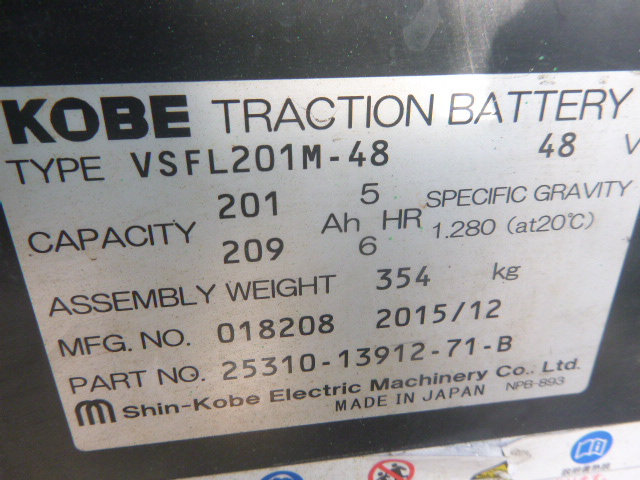 KOBE TRACTION BATTERY
TYPE VSFL201M-48 48 V
CAPACITY 201 Ah 5 HR SPECIFIC GRAVITY
209 6 1.280 (at20℃)
ASSEMBLY WEIGHT 354 kg
MFG. NO. 018208 2015/12
PART NO. 25310-13912-71-B
Shin-Kobe Electric Machinery Co., Ltd.
MADE IN JAPAN NPB-893